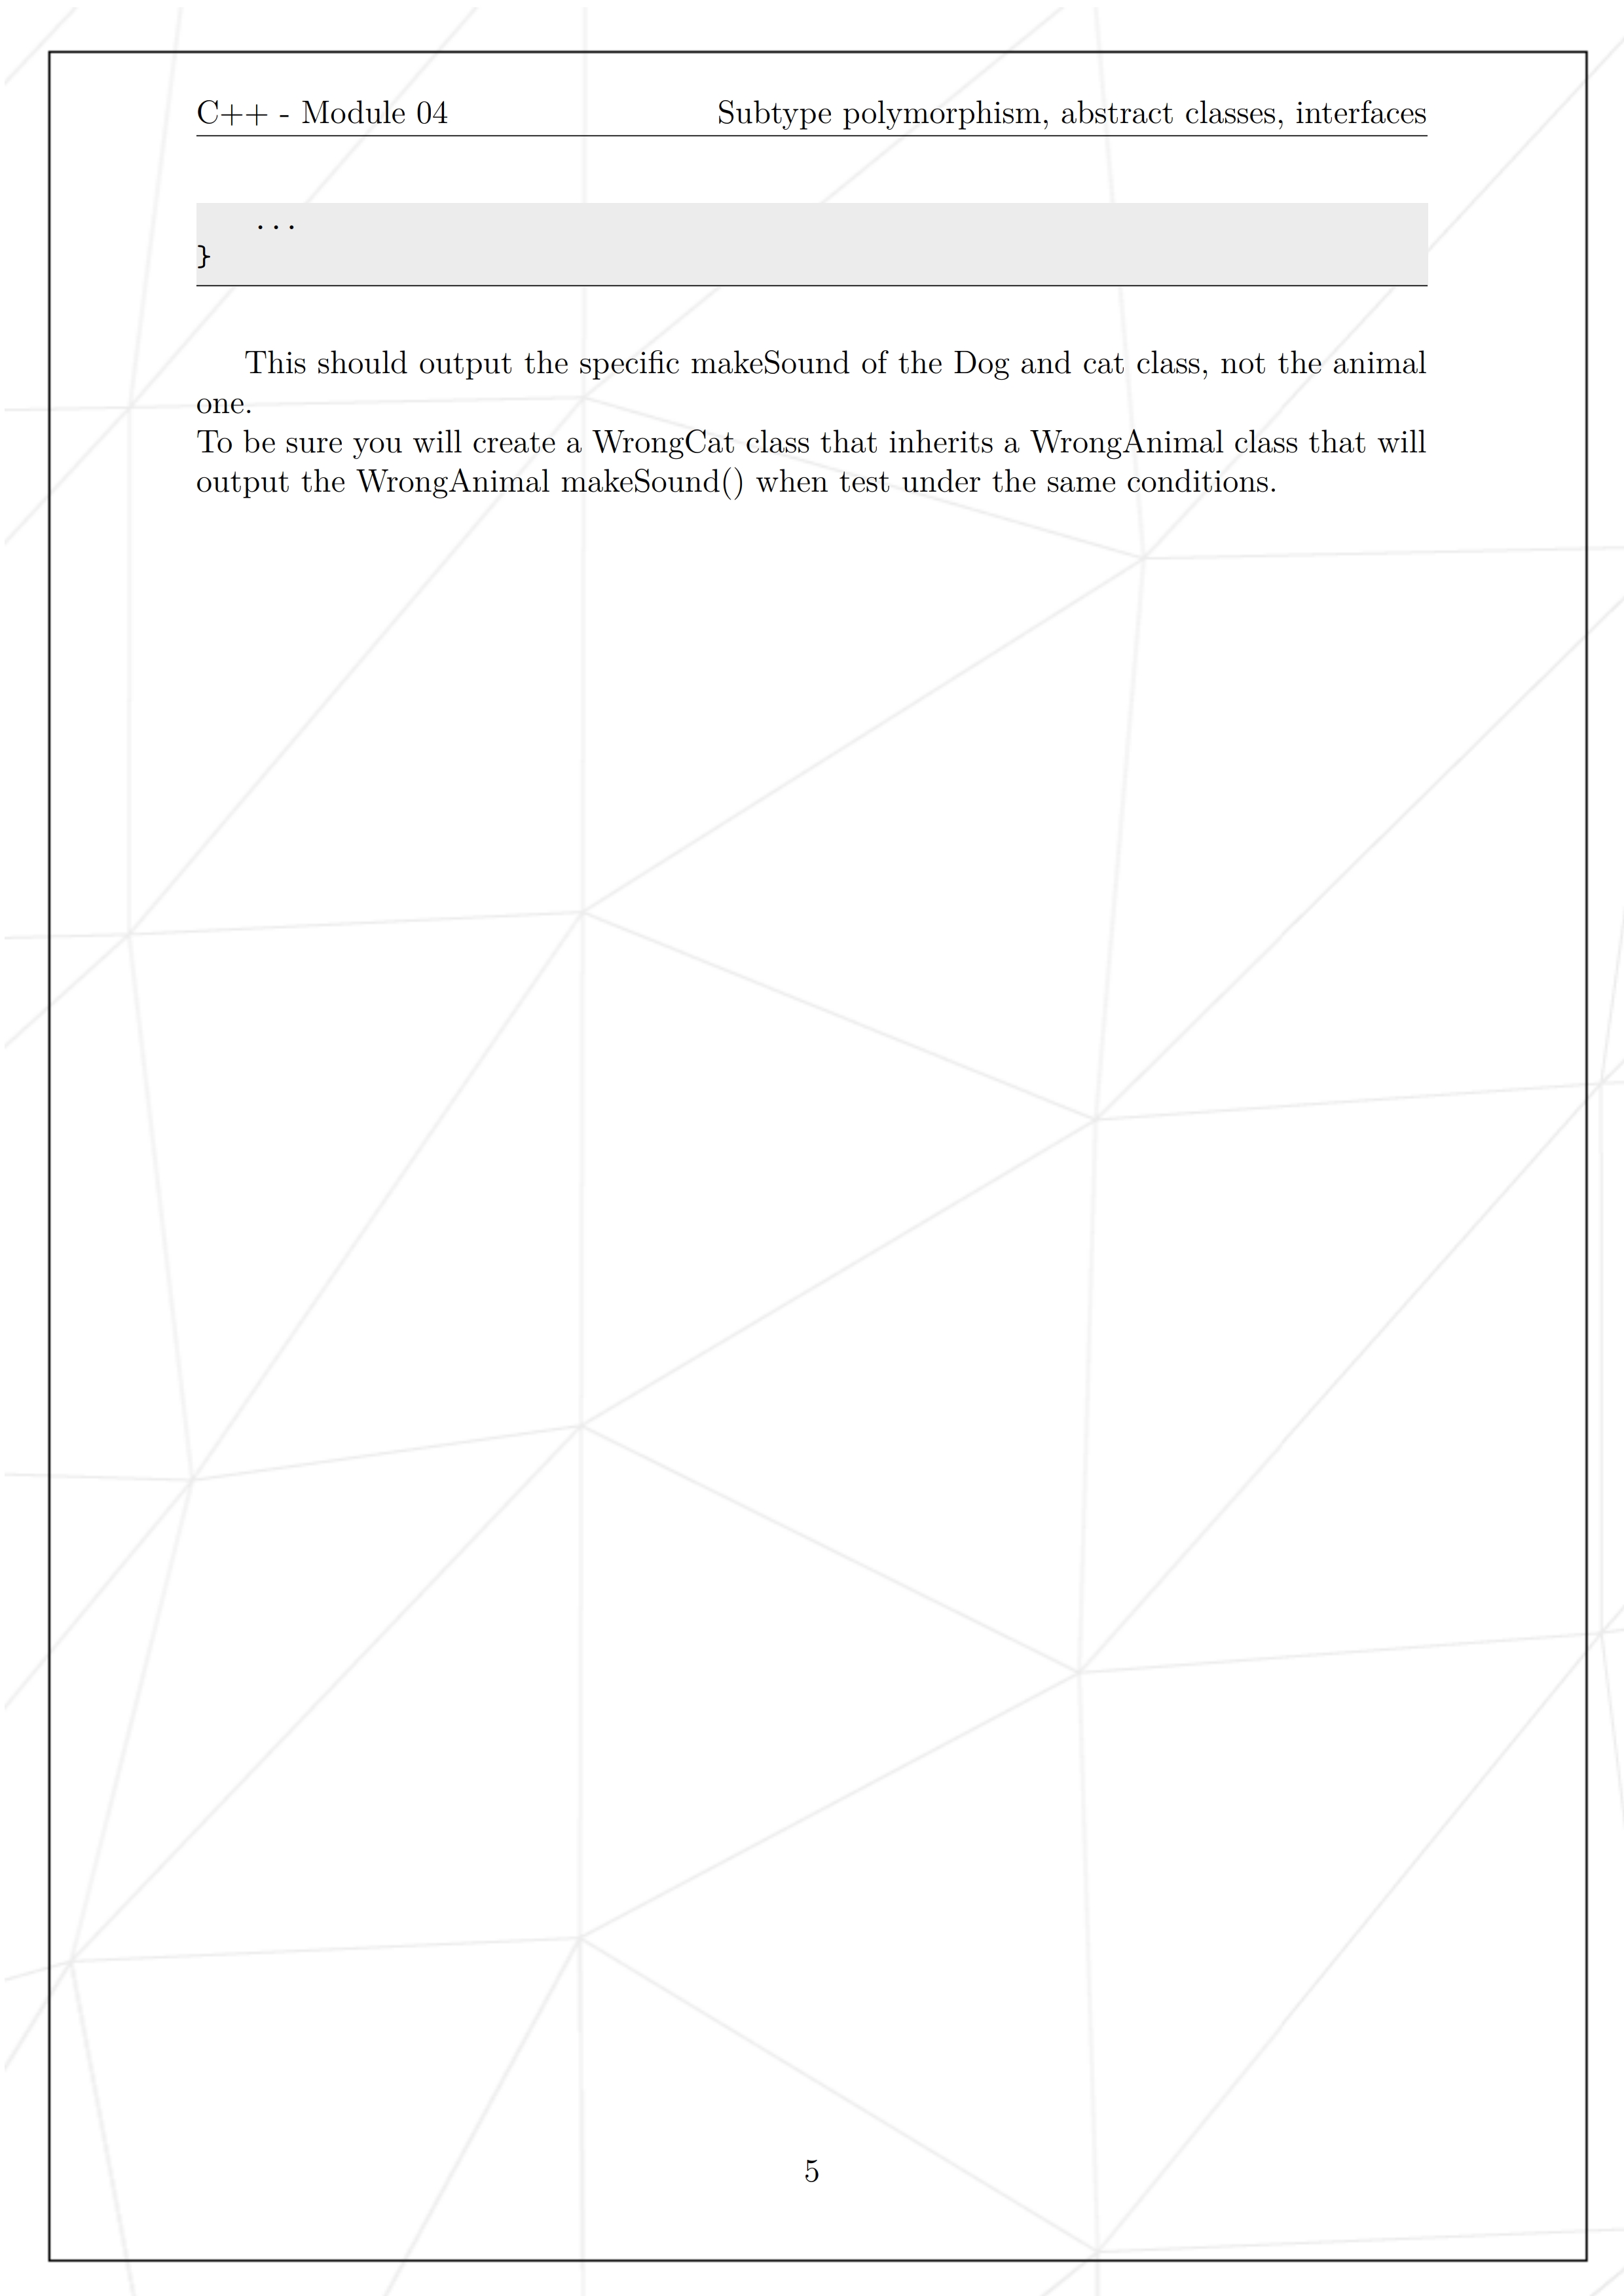 C++ - Module 04 Subtype polymorphism, abstract classes, interfaces
...
}
This should output the specific makeSound of the Dog and cat class, not the animal
one.
To be sure you will create a WrongCat class that inherits a WrongAnimal class that will
output the WrongAnimal makeSound() when test under the same conditions.
5